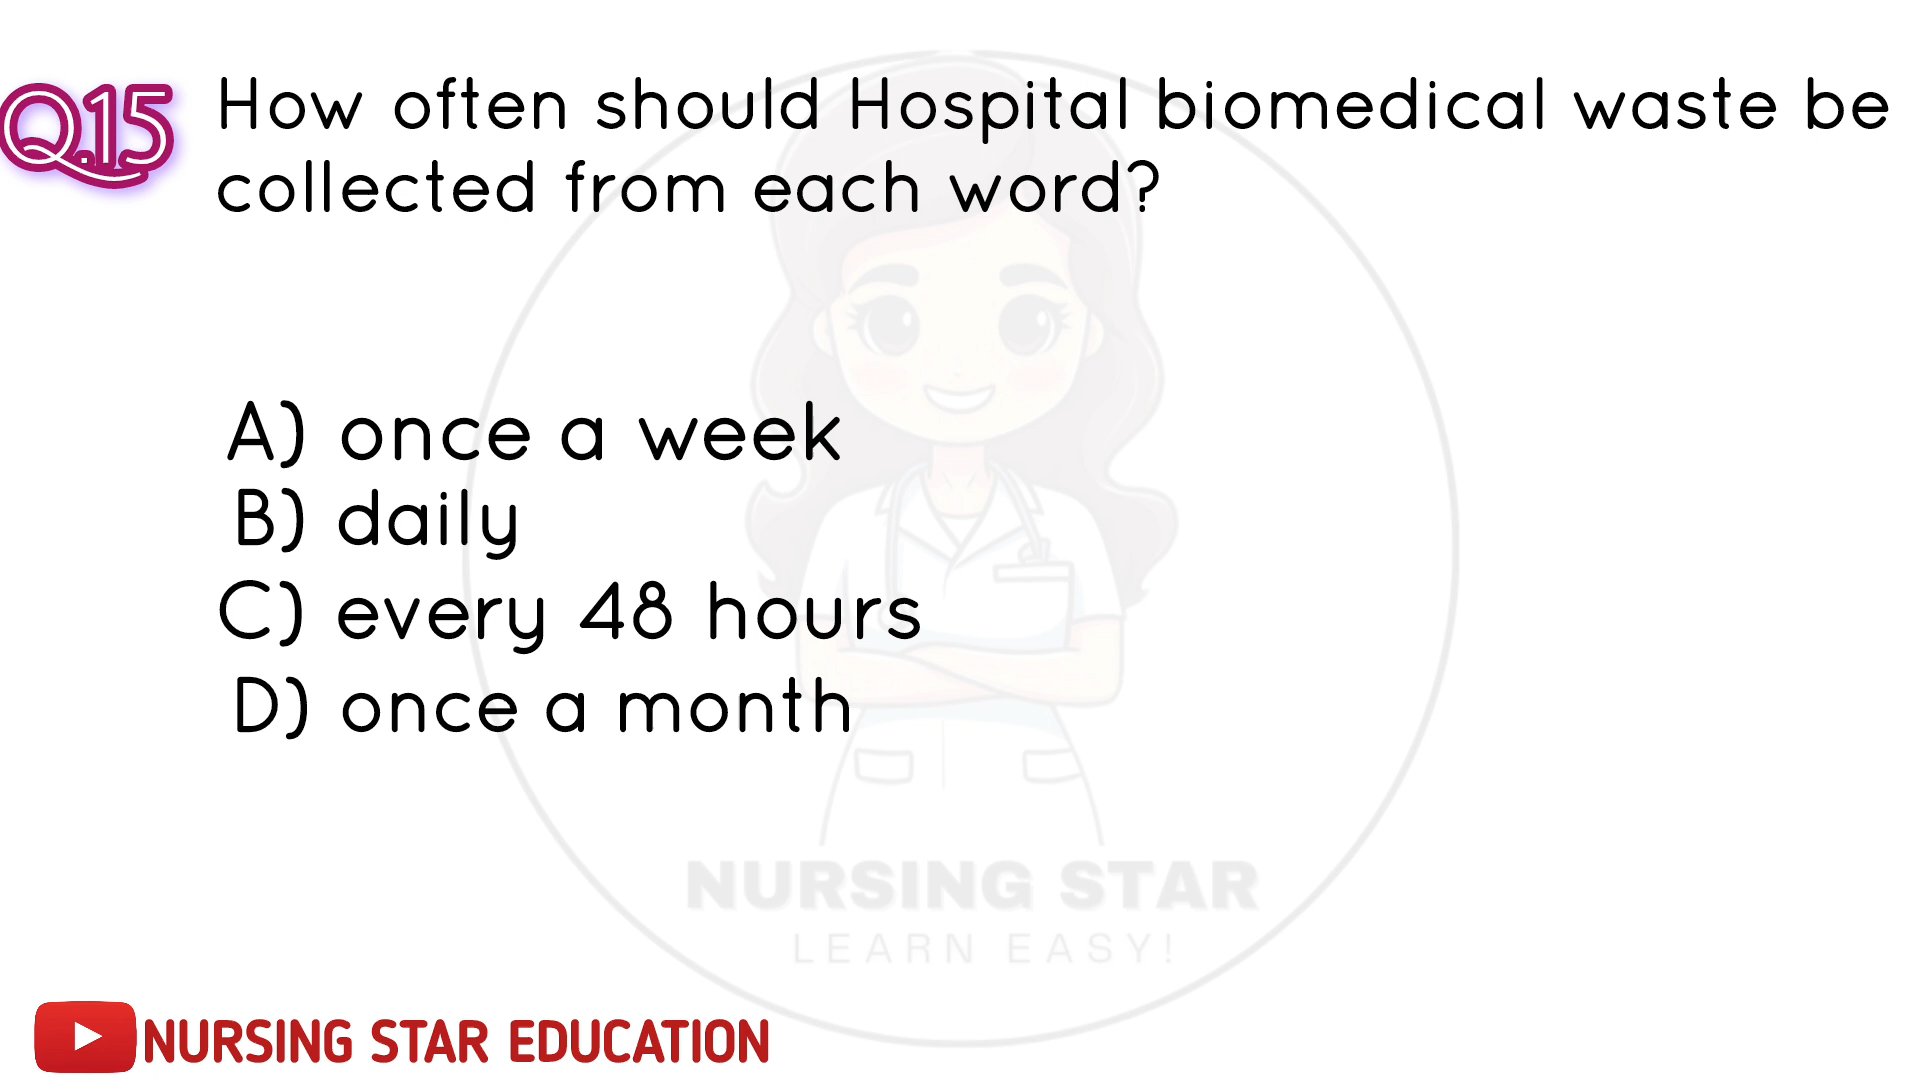 Q.15
How often should Hospital biomedical waste be
collected from each word?
A) once a week
B) daily
C) every 48 hours
D) once a month
NURSING STAR
LEARN EASY!
NURSING STAR EDUCATION